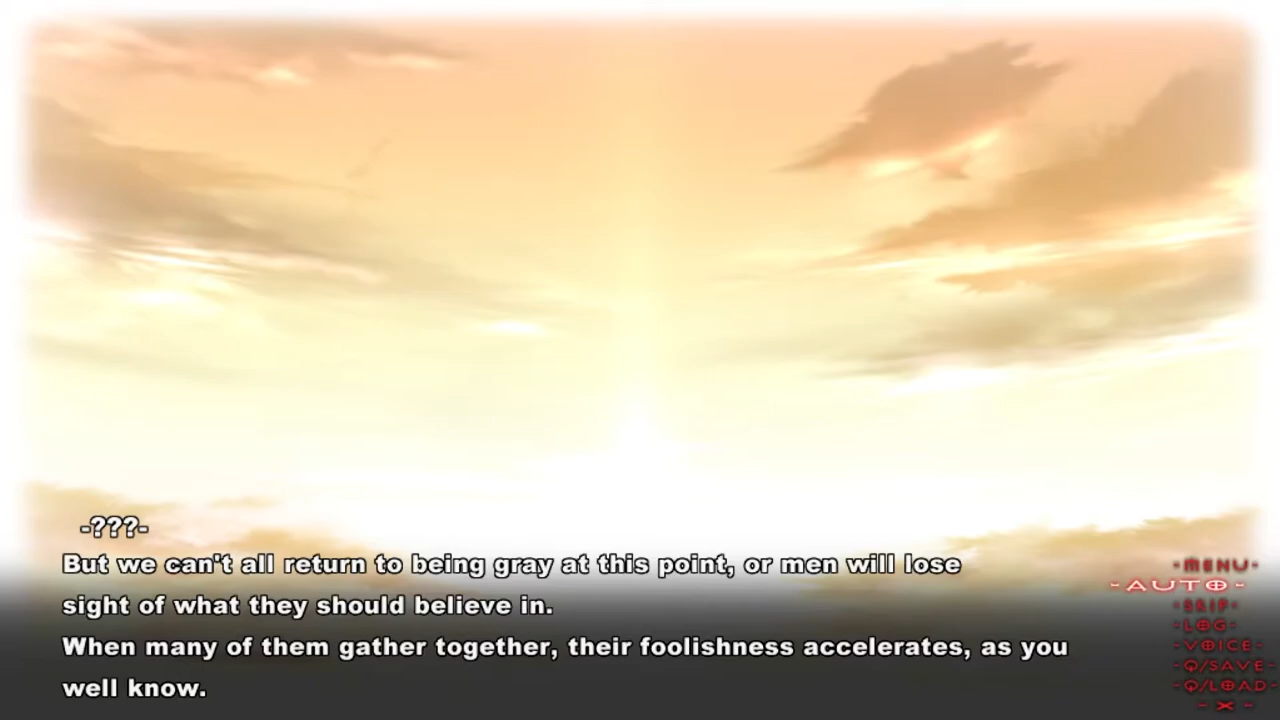 -???-
But we can't all return to being gray at this point, or men will lose
sight of what they should believe in.
When many of them gather together, their foolishness accelerates, as you
well know.
-MENU-
-AUTO-
-SKIP-
-LOG-
-VOICE-
-Q/SAVE-
-Q/LOAD-
-X-